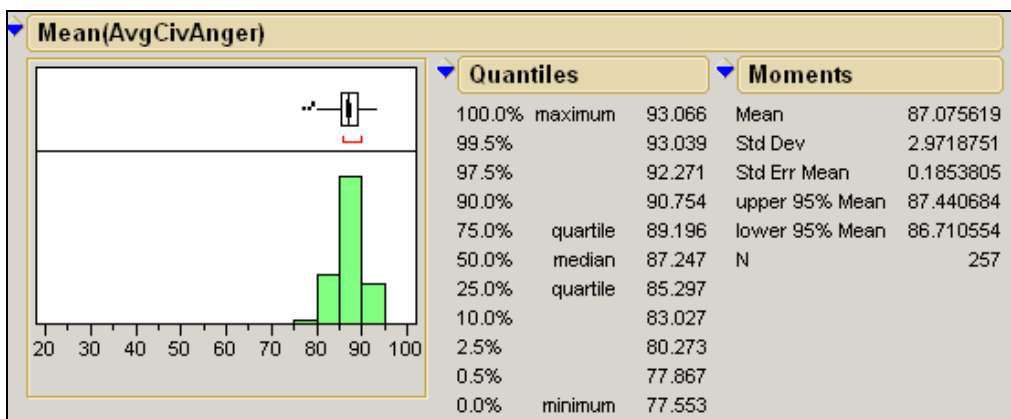 Mean(AvgCivAnger)
20 30 40 50 60 70 80 90 100
Quantiles
100.0% maximum 93.066
99.5% 93.039
97.5% 92.271
90.0% 90.754
75.0% quartile 89.196
50.0% median 87.247
25.0% quartile 85.297
10.0% 83.027
2.5% 80.273
0.5% 77.867
0.0% minimum 77.553
Moments
Mean 87.075619
Std Dev 2.9718751
Std Err Mean 0.1853805
upper 95% Mean 87.440684
lower 95% Mean 86.710554
N 257